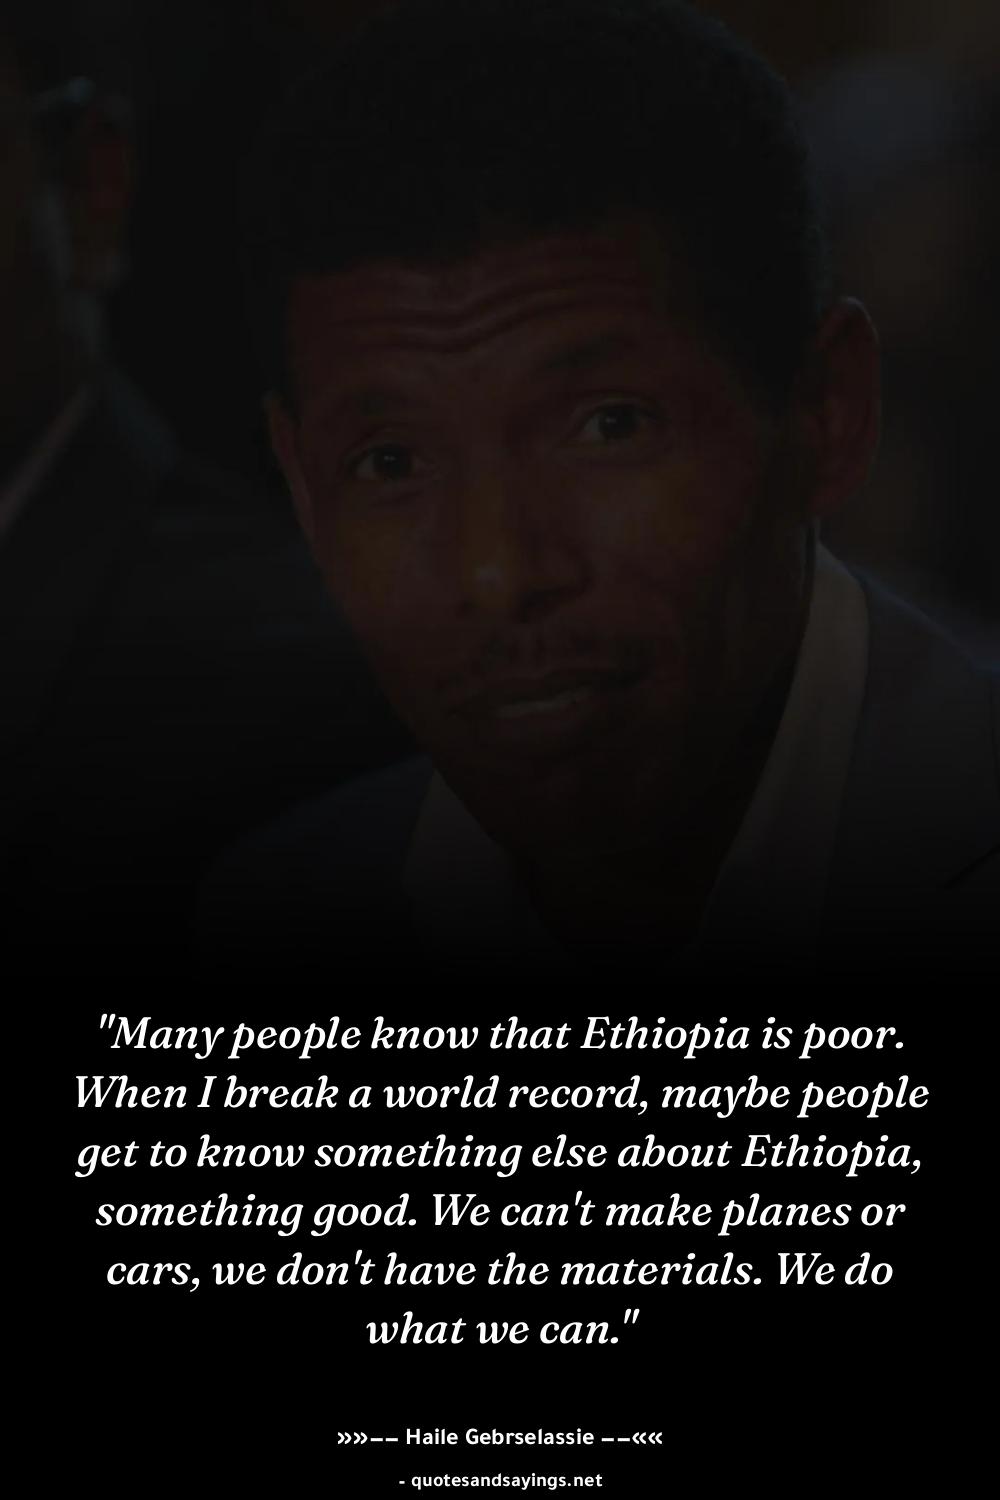 "Many people know that Ethiopia is poor.
When I break a world record, maybe people
get to know something else about Ethiopia,
something good. We can't make planes or
cars, we don't have the materials. We do
what we can."
»»−− Haile Gebrselassie −−««
- quotesandsayings.net